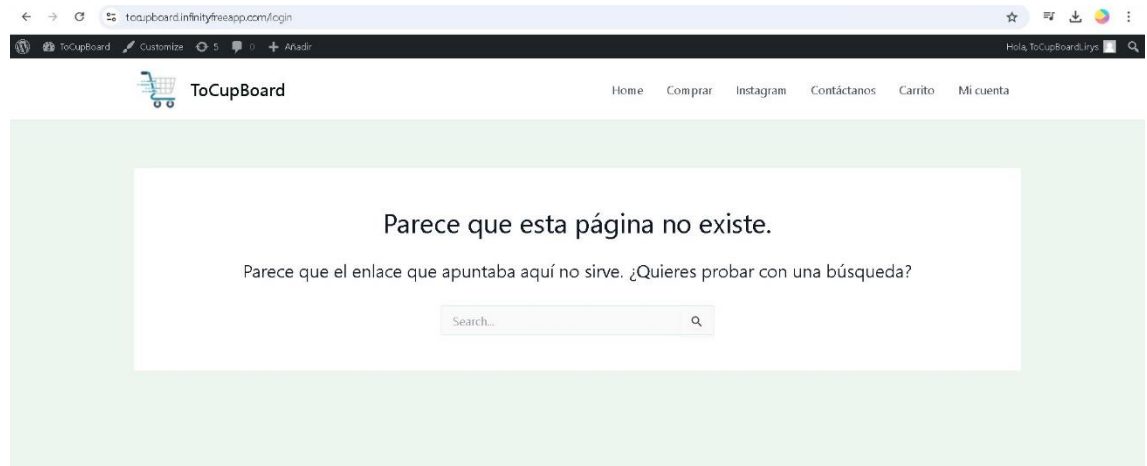 tocupboard.infinityfreeapp.com/login
ToCupBoard Customize 5 0 + Añadir Hola, ToCupBoardLirys
ToCupBoard Home Comprar Instagram Contáctanos Carrito Mi cuenta
Parece que esta página no existe.
Parece que el enlace que apuntaba aquí no sirve. ¿Quieres probar con una búsqueda?
Search...